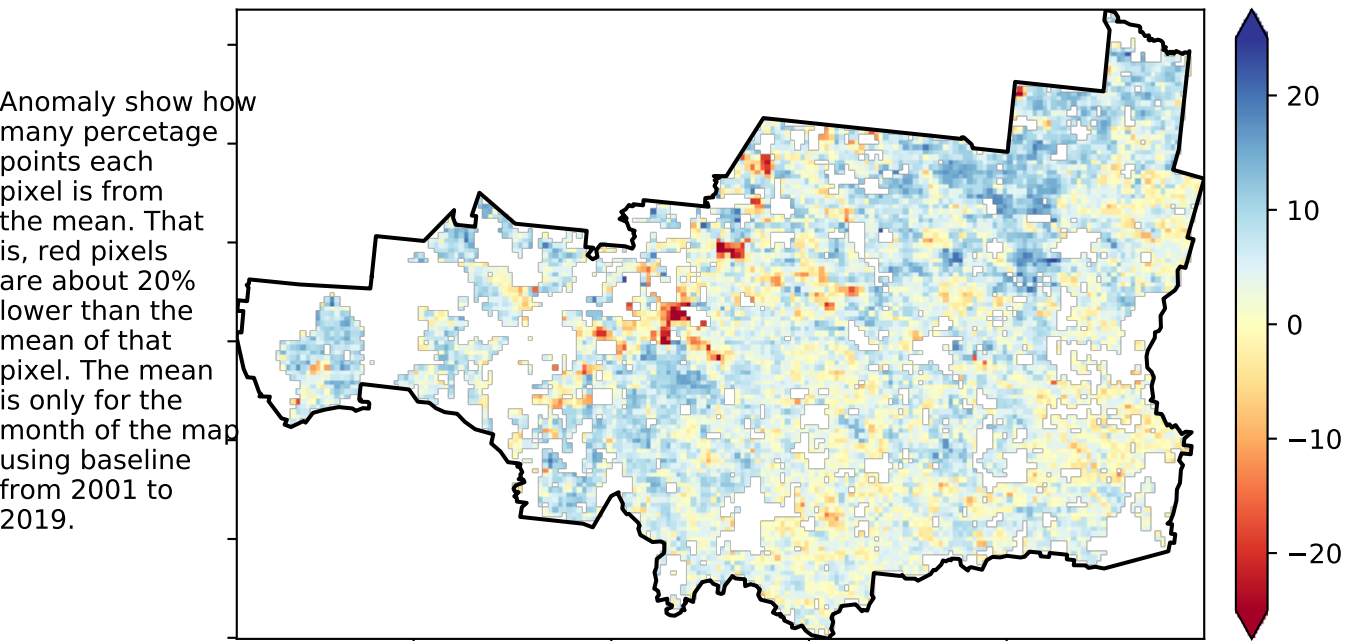 Anomaly show how
many percetage
points each
pixel is from
the mean. That
is, red pixels
are about 20%
lower than the
mean of that
pixel. The mean
is only for the
month of the map
using baseline
from 2001 to
2019.
20
10
0
−10
−20